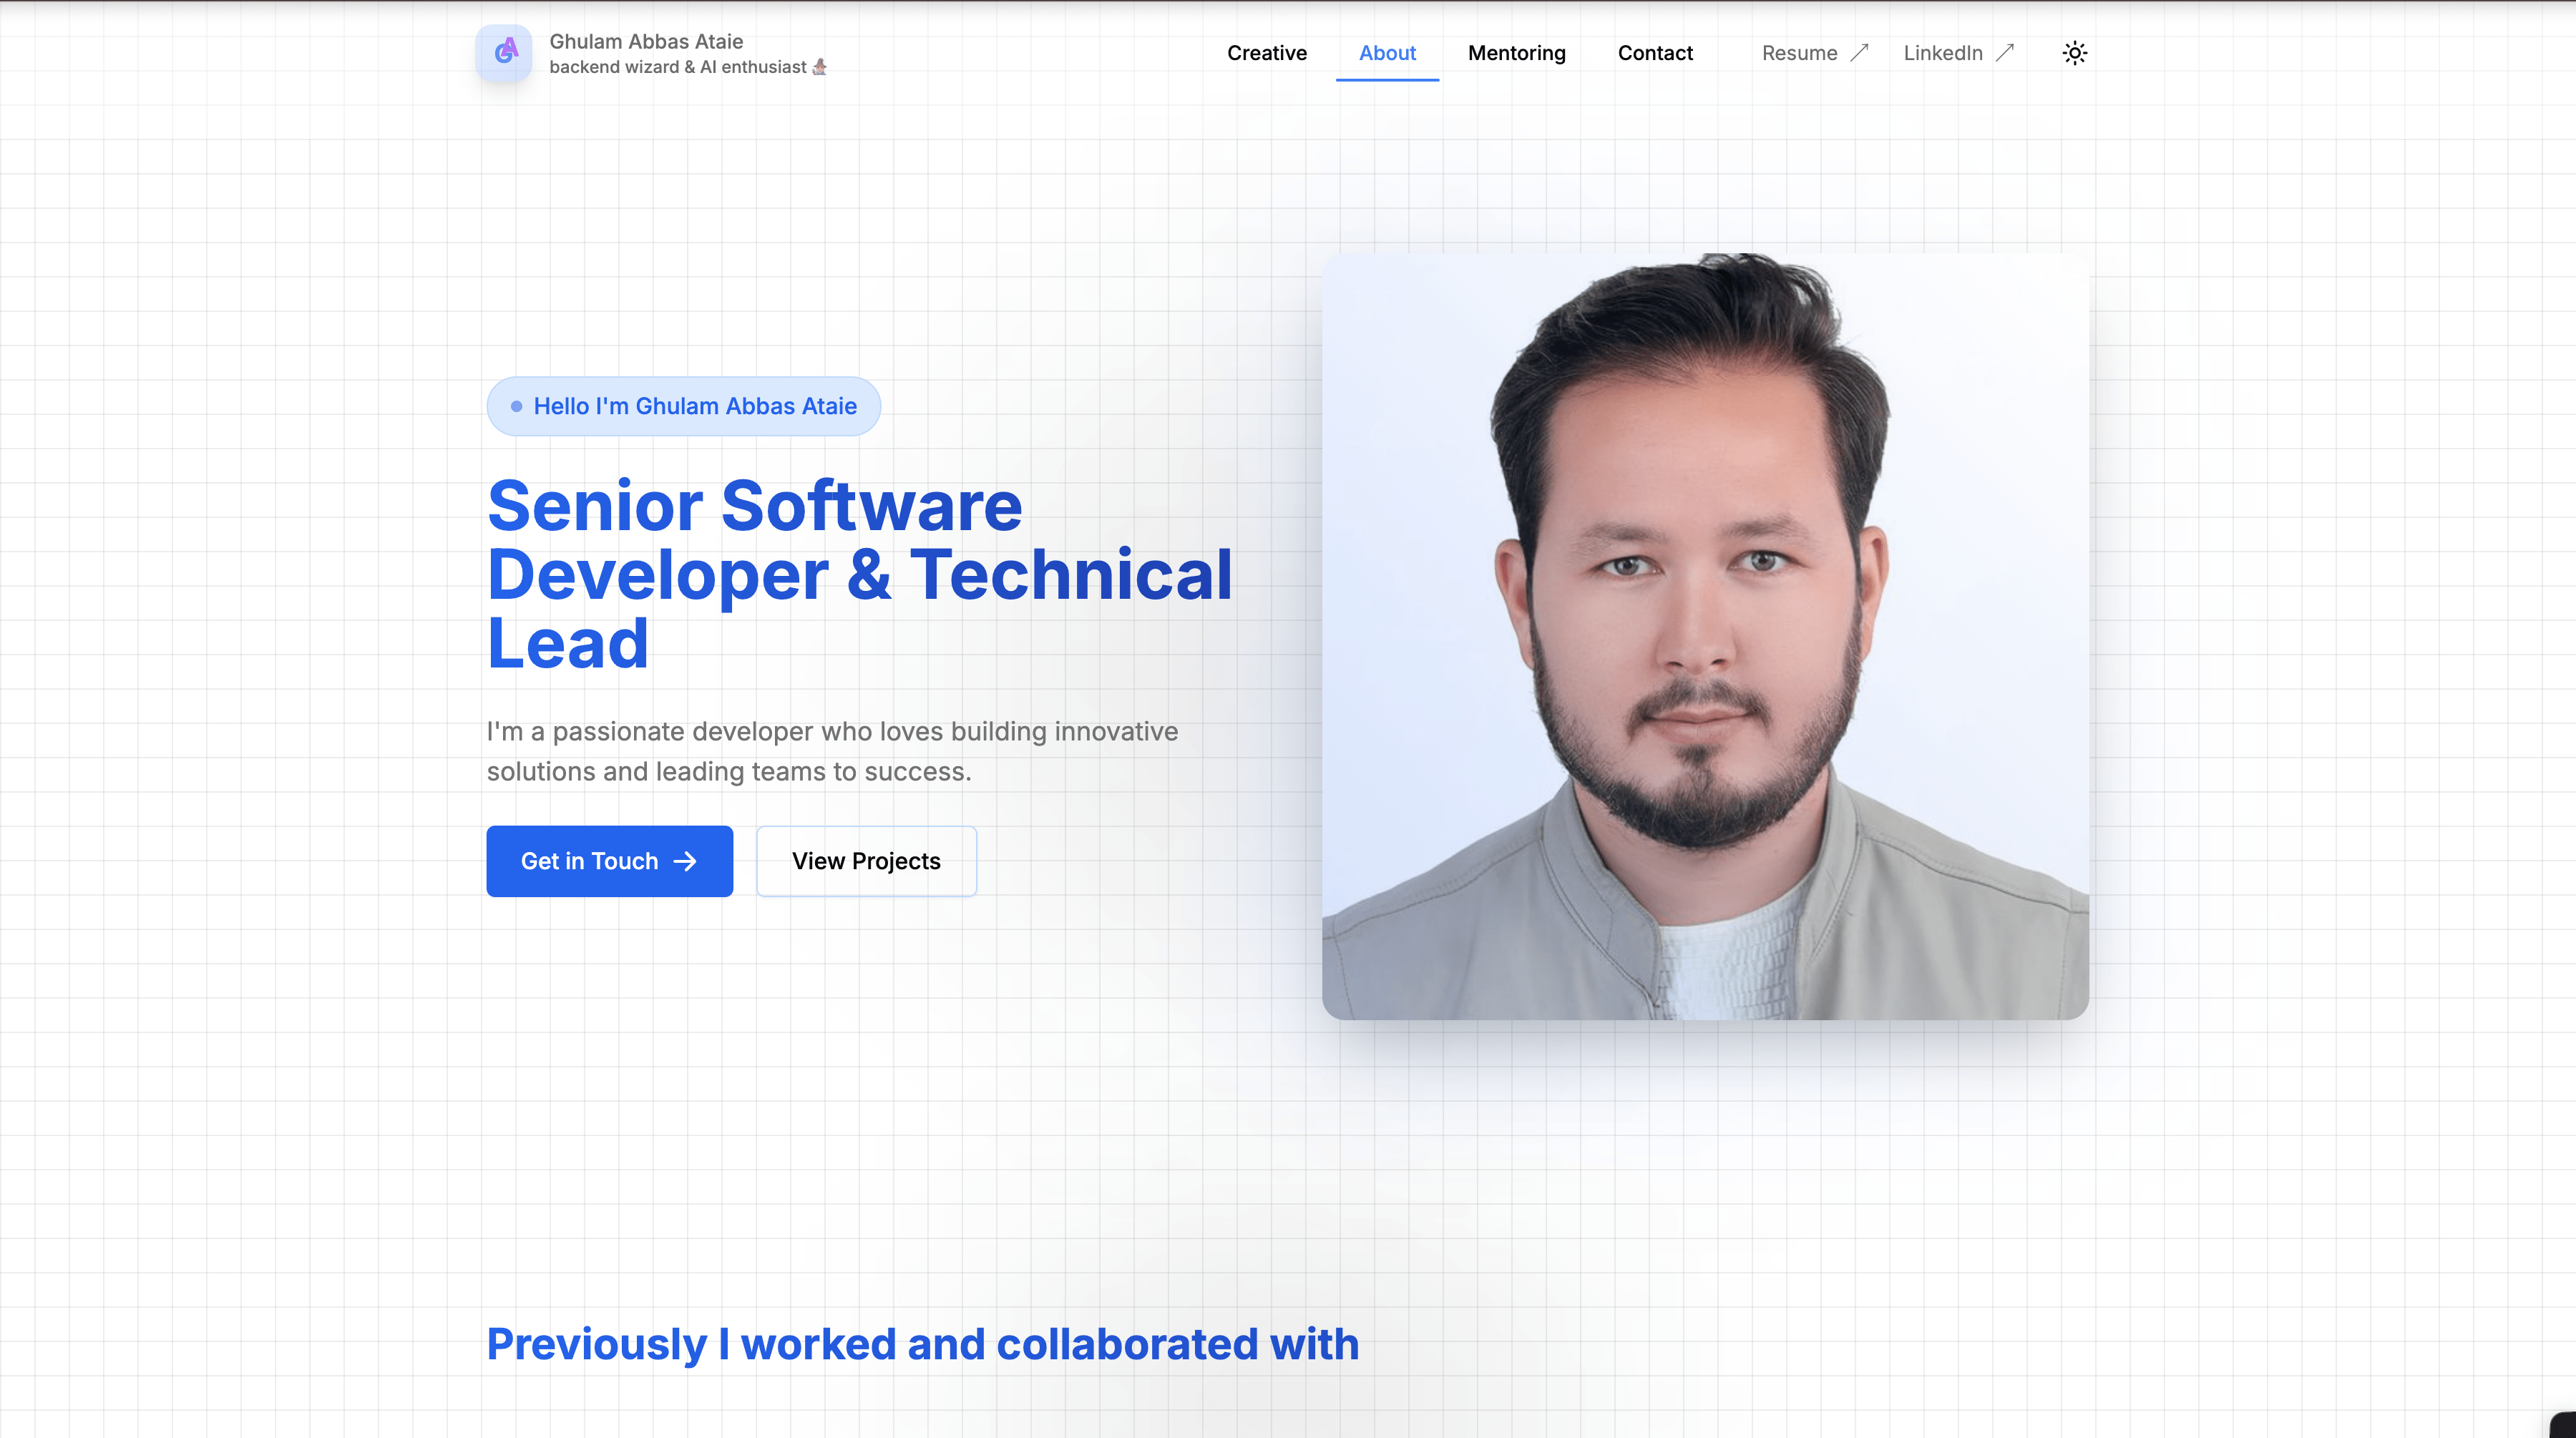 GA
Ghulam Abbas Ataie
backend wizard & AI enthusiast 🧙‍♂️
Creative
About
Mentoring
Contact
Resume ↗
LinkedIn ↗
Hello I'm Ghulam Abbas Ataie
Senior Software
Developer & Technical
Lead
I'm a passionate developer who loves building innovative
solutions and leading teams to success.
Get in Touch →
View Projects
Previously I worked and collaborated with